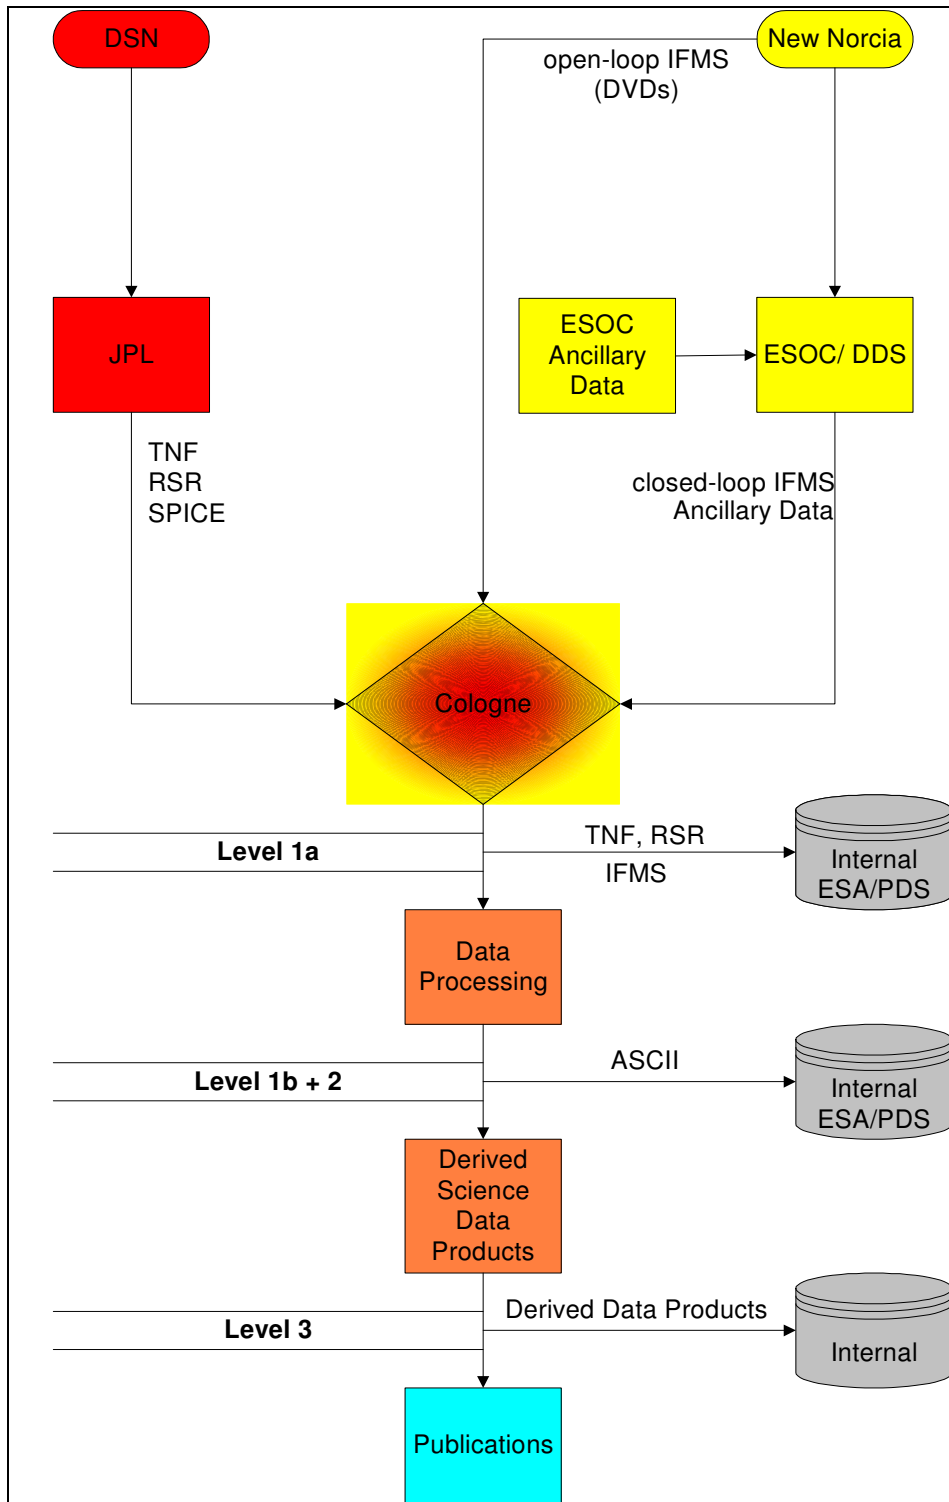 DSN
open-loop IFMS
(DVDs)
New Norcia
JPL
ESOC
Ancillary
Data
ESOC/ DDS
TNF
RSR
SPICE
closed-loop IFMS
Ancillary Data
Cologne
Level 1a
TNF, RSR
IFMS
Internal
ESA/PDS
Data
Processing
Level 1b + 2
ASCII
Internal
ESA/PDS
Derived
Science
Data
Products
Level 3
Derived Data Products
Internal
Publications